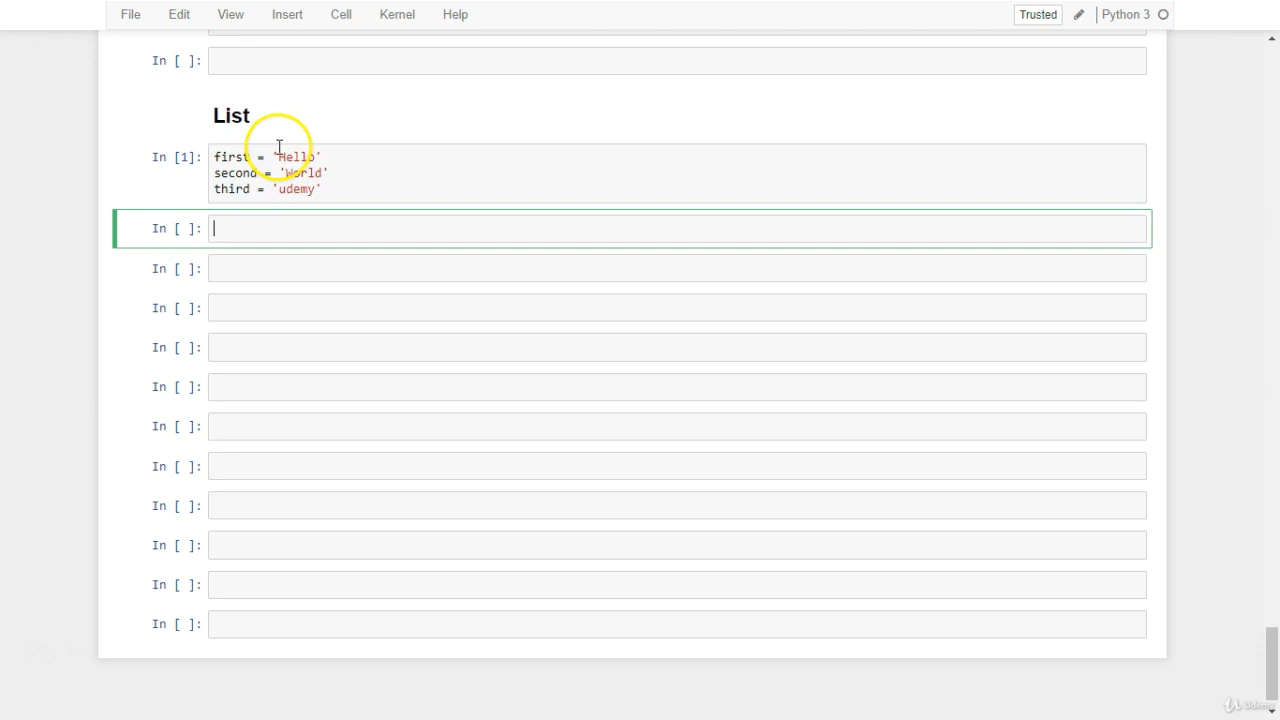 File Edit View Insert Cell Kernel Help Trusted Python 3
In [ ]:
List
In [1]: first = 'Hello'
second = 'World'
third = 'udemy'
In [ ]:
In [ ]:
In [ ]:
In [ ]:
In [ ]:
In [ ]:
In [ ]:
In [ ]:
In [ ]:
In [ ]:
In [ ]:
Udemy